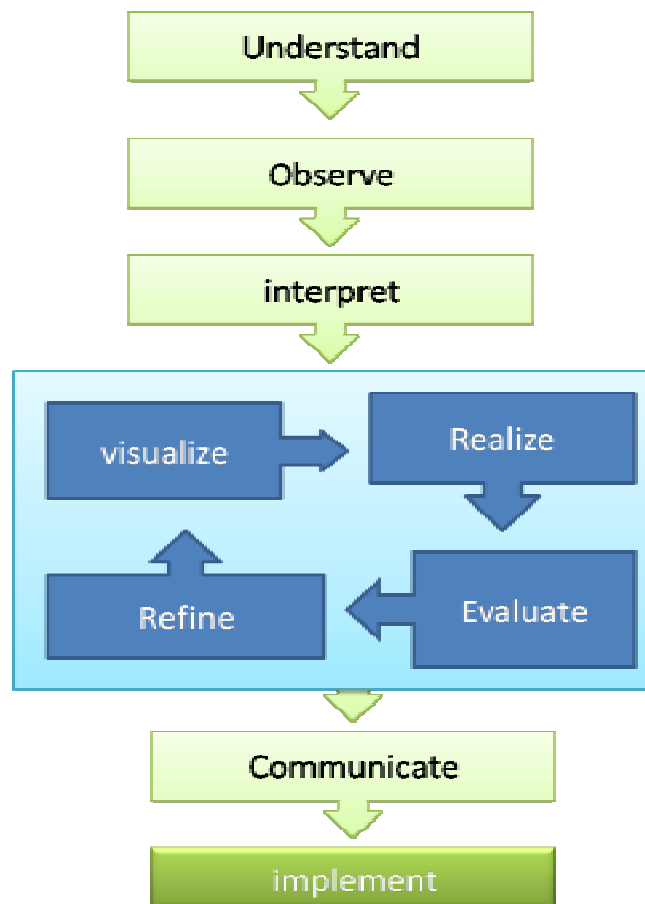 Understand
Observe
interpret
visualize
Realize
Refine
Evaluate
Communicate
implement